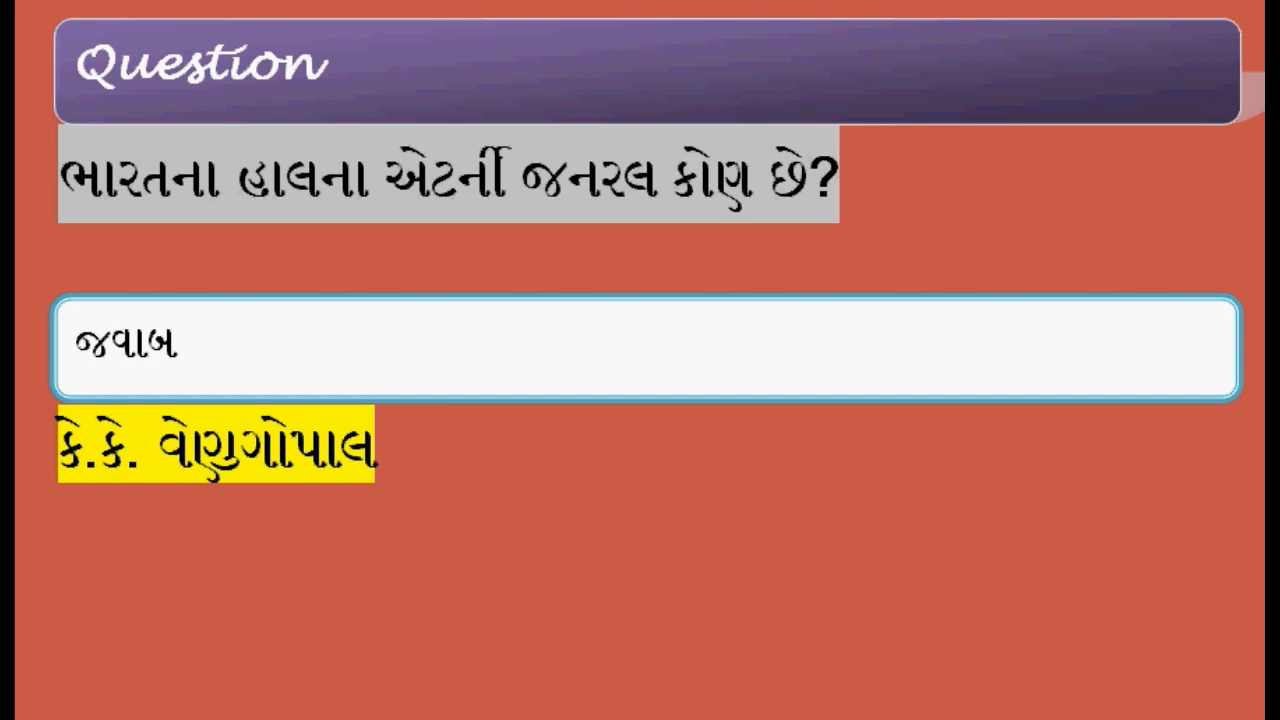 Question
ભારતના હાલના એટર્ની જનરલ કોણ છે?
જવાબ
કે.કે. વેણુગોપાલ